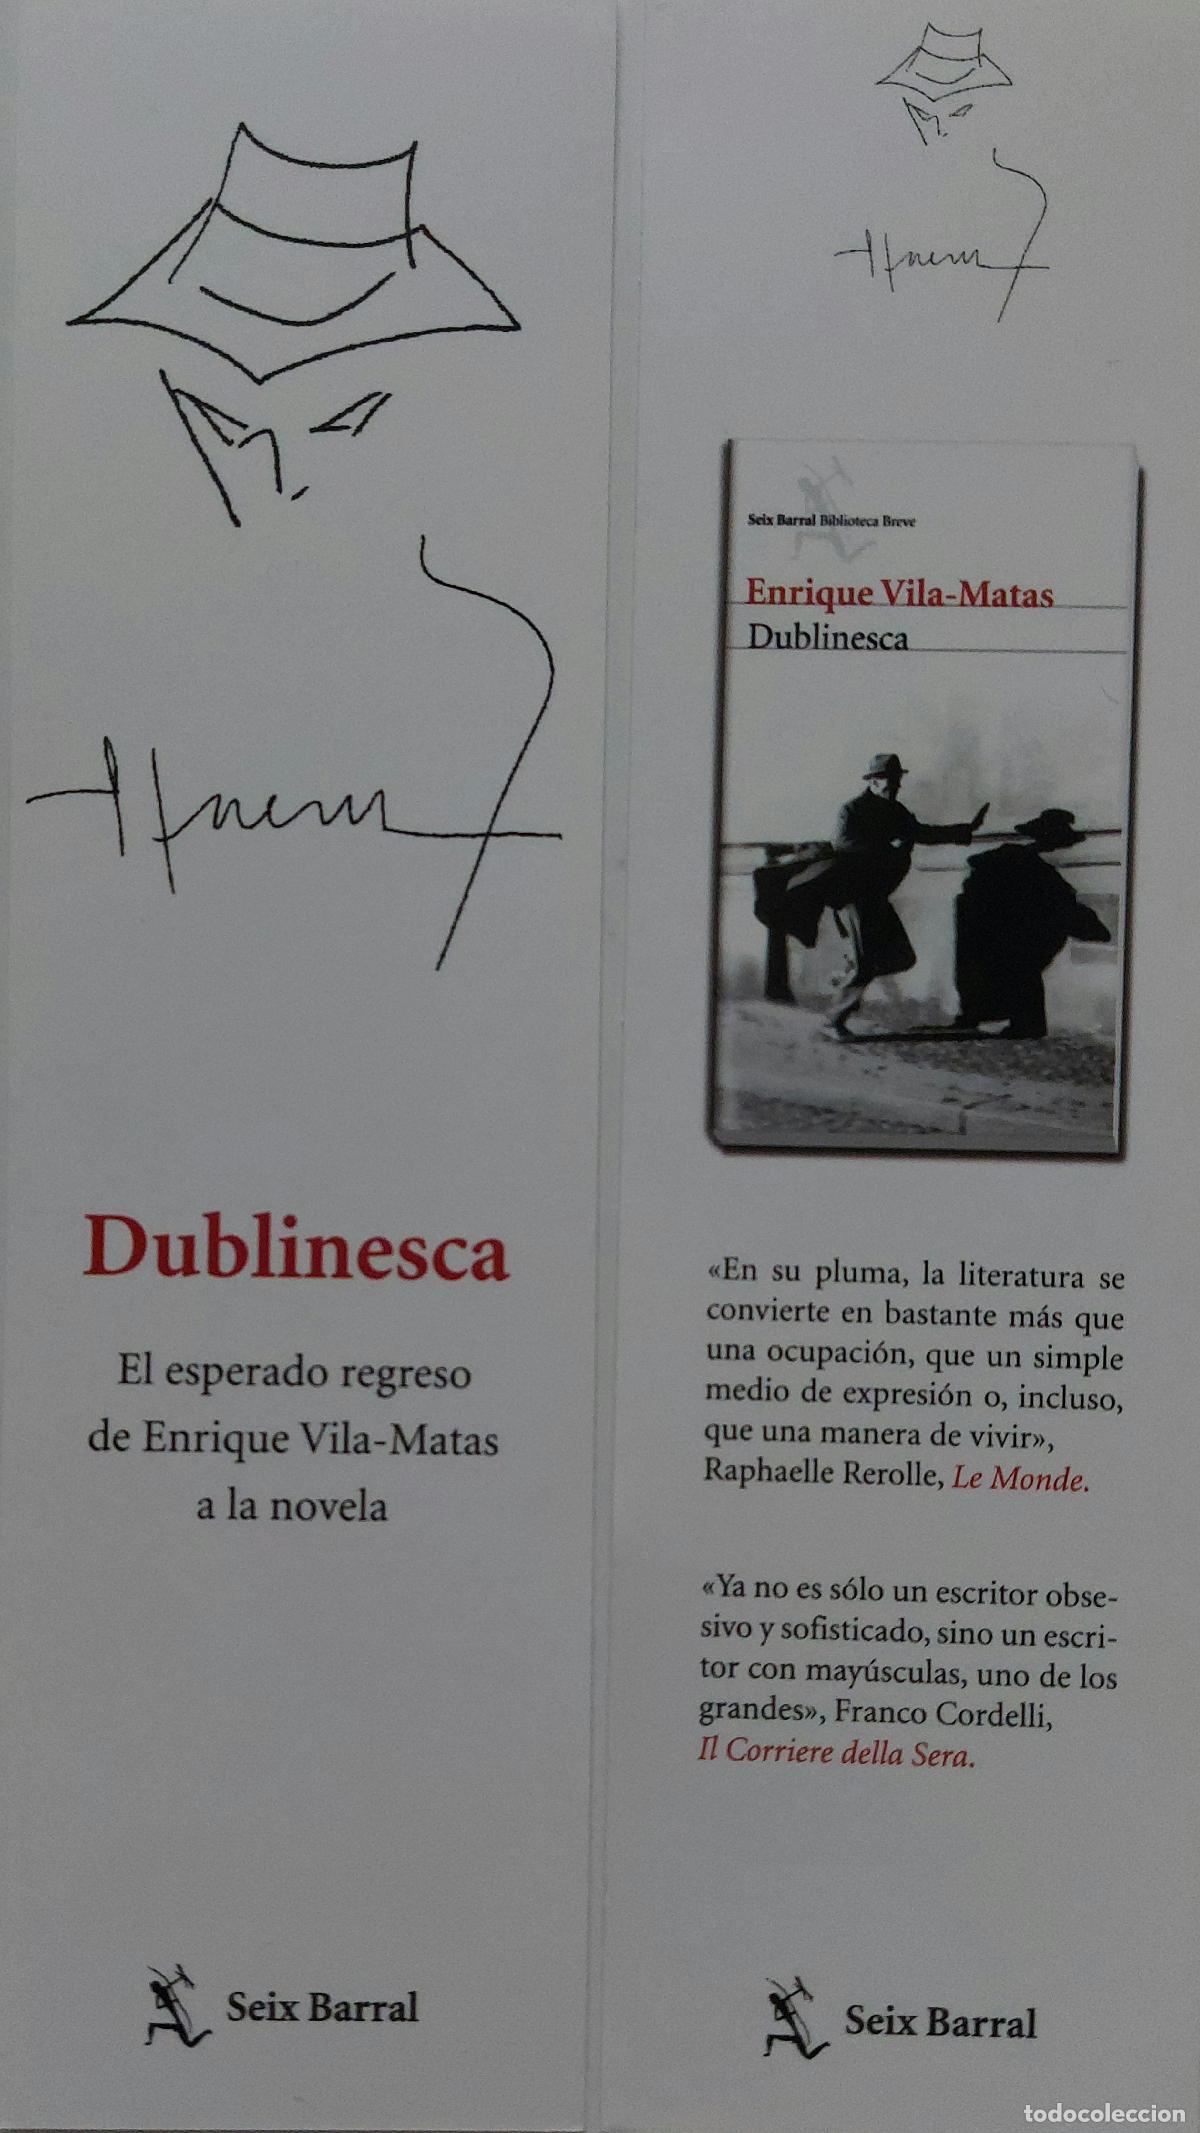 Dublinesca
El esperado regreso
de Enrique Vila-Matas
a la novela
Seix Barral
Seix Barral Biblioteca Breve
Enrique Vila-Matas
Dublinesca
«En su pluma, la literatura se
convierte en bastante más que
una ocupación, que un simple
medio de expresión o, incluso,
que una manera de vivir»,
Raphaelle Rerolle, Le Monde.
«Ya no es sólo un escritor obse-
sivo y sofisticado, sino un escri-
tor con mayúsculas, uno de los
grandes», Franco Cordelli,
Il Corriere della Sera.
Seix Barral
todocoleccion